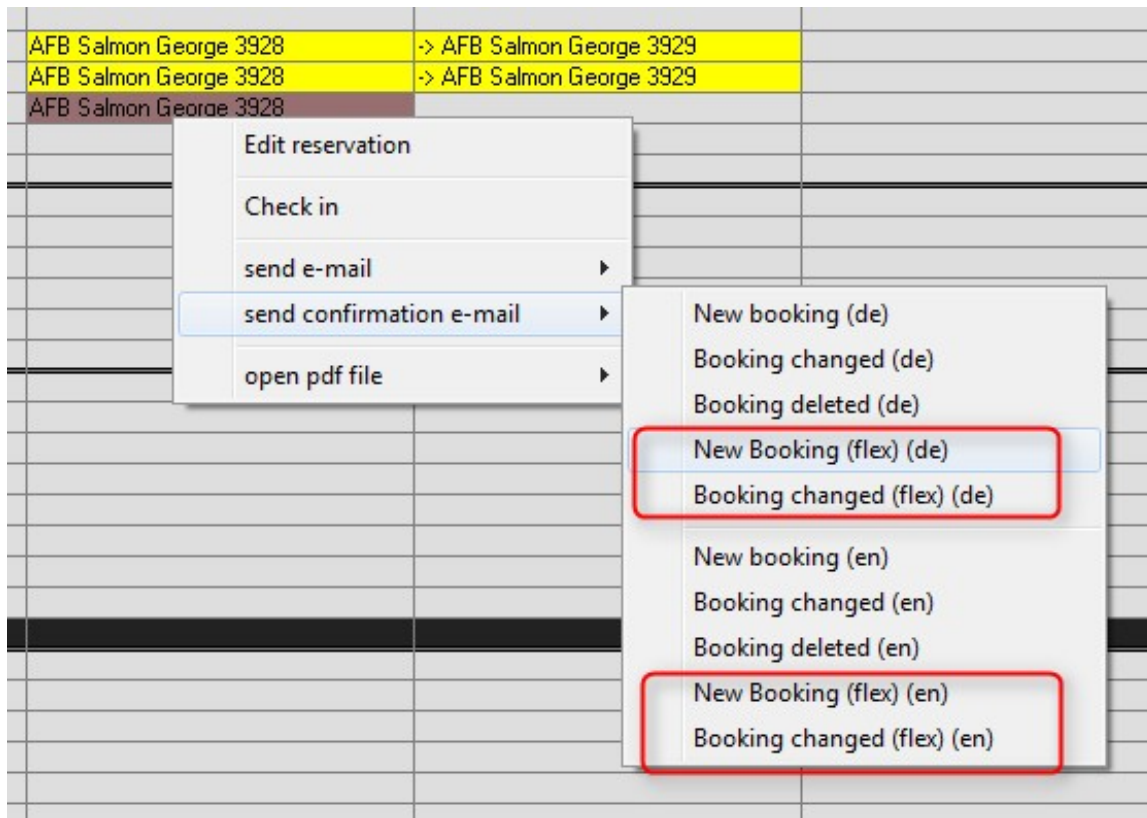 AFB Salmon George 3928 -> AFB Salmon George 3929
AFB Salmon George 3928 -> AFB Salmon George 3929
AFB Salmon George 3928
Edit reservation
Check in
send e-mail
send confirmation e-mail
open pdf file
New booking (de)
Booking changed (de)
Booking deleted (de)
New Booking (flex) (de)
Booking changed (flex) (de)
New booking (en)
Booking changed (en)
Booking deleted (en)
New Booking (flex) (en)
Booking changed (flex) (en)